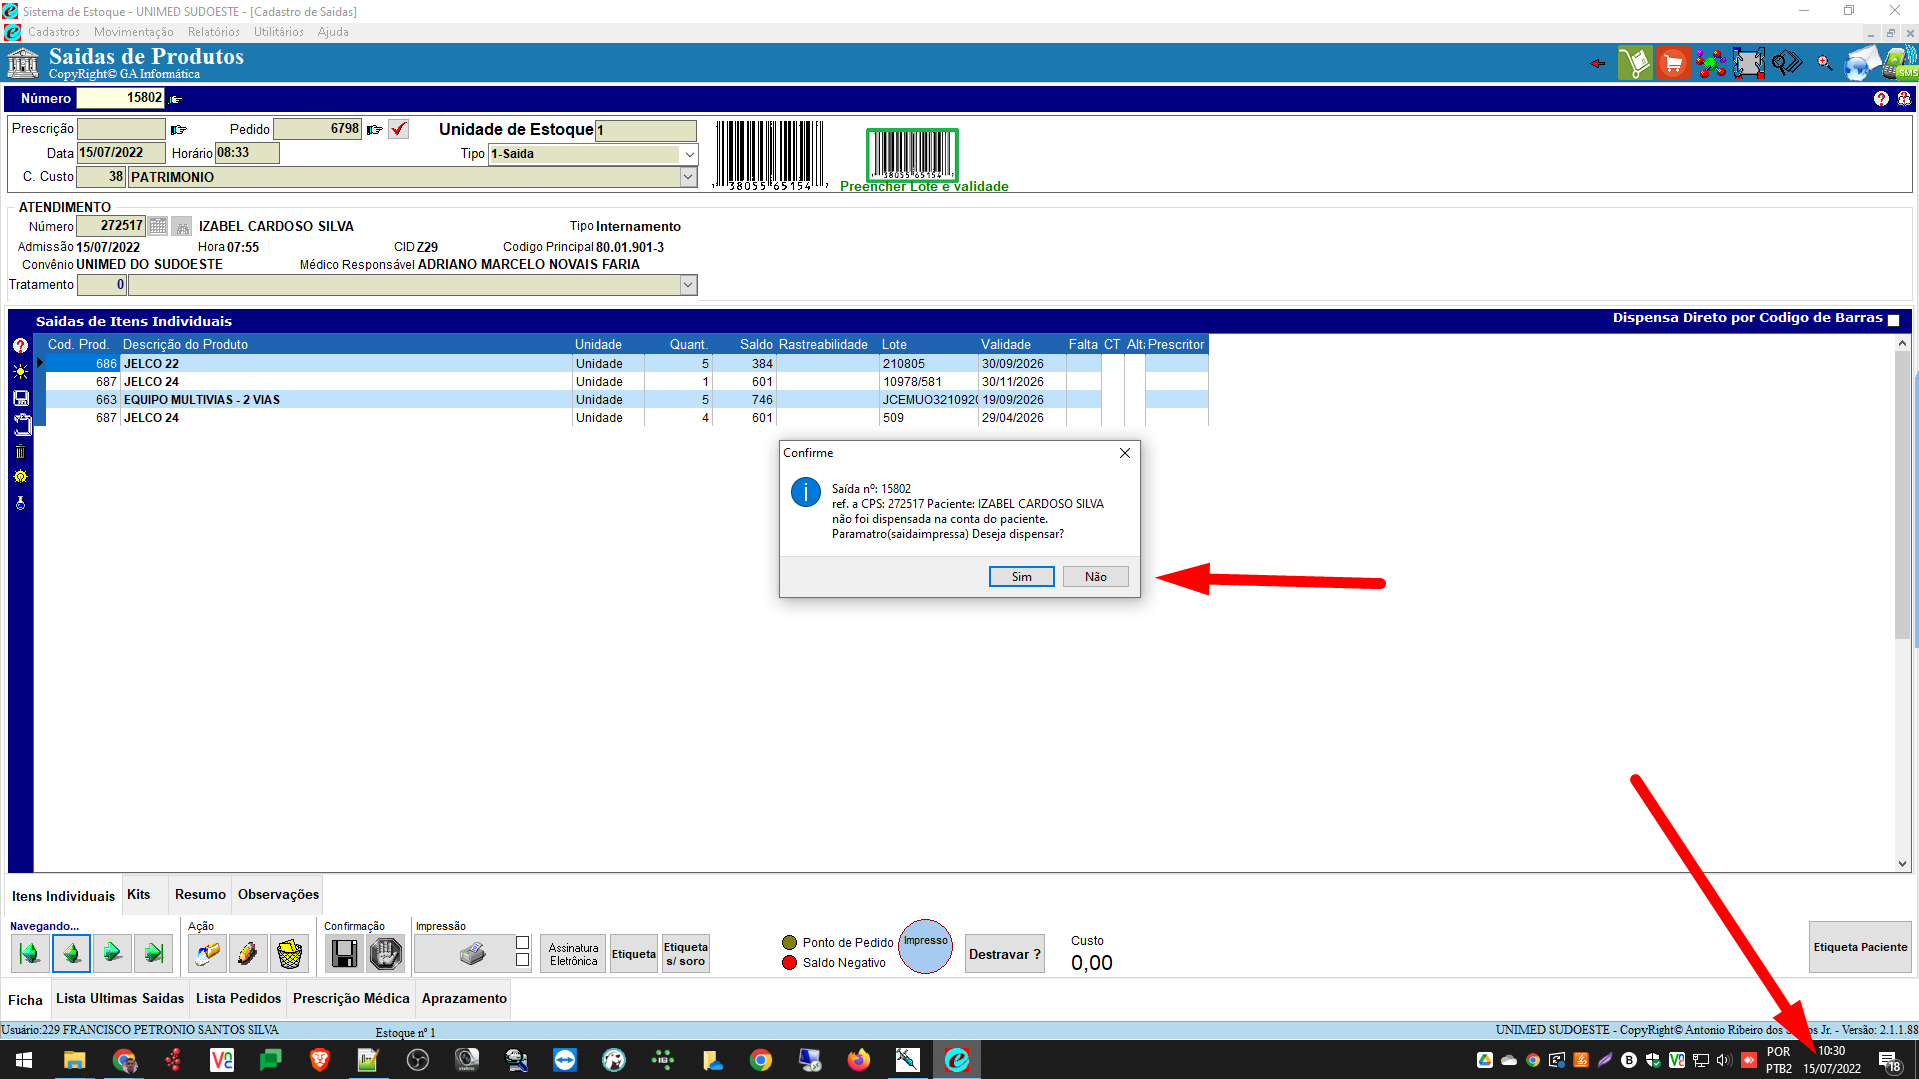 Sistema de Estoque - UNIMED SUDOESTE - [Cadastro de Saidas]
Cadastros Movimentação Relatórios Utilitários Ajuda
Saidas de Produtos
CopyRight© GA Informática
SMS
Número 15802
Prescrição Pedido 6798 Unidade de Estoque 1
Data 15/07/2022 Horário 08:33 Tipo 1-Saida
C. Custo 38 PATRIMONIO
38055 65154
38055 65154
Preencher Lote e validade
ATENDIMENTO
Número 272517 IZABEL CARDOSO SILVA Tipo Internamento
Admissão 15/07/2022 Hora 07:55 CID Z29 Codigo Principal 80.01.901-3
Convênio UNIMED DO SUDOESTE Médico Responsável ADRIANO MARCELO NOVAIS FARIA
Tratamento 0
Saidas de Itens Individuais Dispensa Direto por Codigo de Barras
Cod. Prod. Descrição do Produto Unidade Quant. Saldo Rastreabilidade Lote Validade Falta CT Alt Prescritor
686 JELCO 22 Unidade 5 384 210805 30/09/2026
687 JELCO 24 Unidade 1 601 10978/581 30/11/2026
663 EQUIPO MULTIVIAS - 2 VIAS Unidade 5 746 JCEMUO3210920 19/09/2026
687 JELCO 24 Unidade 4 601 509 29/04/2026
Confirme
Saída nº: 15802
ref. a CPS: 272517 Paciente: IZABEL CARDOSO SILVA
não foi dispensada na conta do paciente.
Paramatro(saidaimpressa) Deseja dispensar?
Sim Não
Itens Individuais Kits Resumo Observações
Navegando... Ação Confirmação Impressão
Assinatura Eletrônica
Etiqueta
Etiqueta s/ soro
Ponto de Pedido
Saldo Negativo
Impresso
Destravar ?
Custo
0,00
Etiqueta Paciente
Ficha Lista Ultimas Saidas Lista Pedidos Prescrição Médica Aprazamento
Usuário:229 FRANCISCO PETRONIO SANTOS SILVA Estoque nº 1 UNIMED SUDOESTE - CopyRight© Antonio Ribeiro dos Jr. - Versão: 2.1.1.88
POR 10:30
PTB2 15/07/2022
18